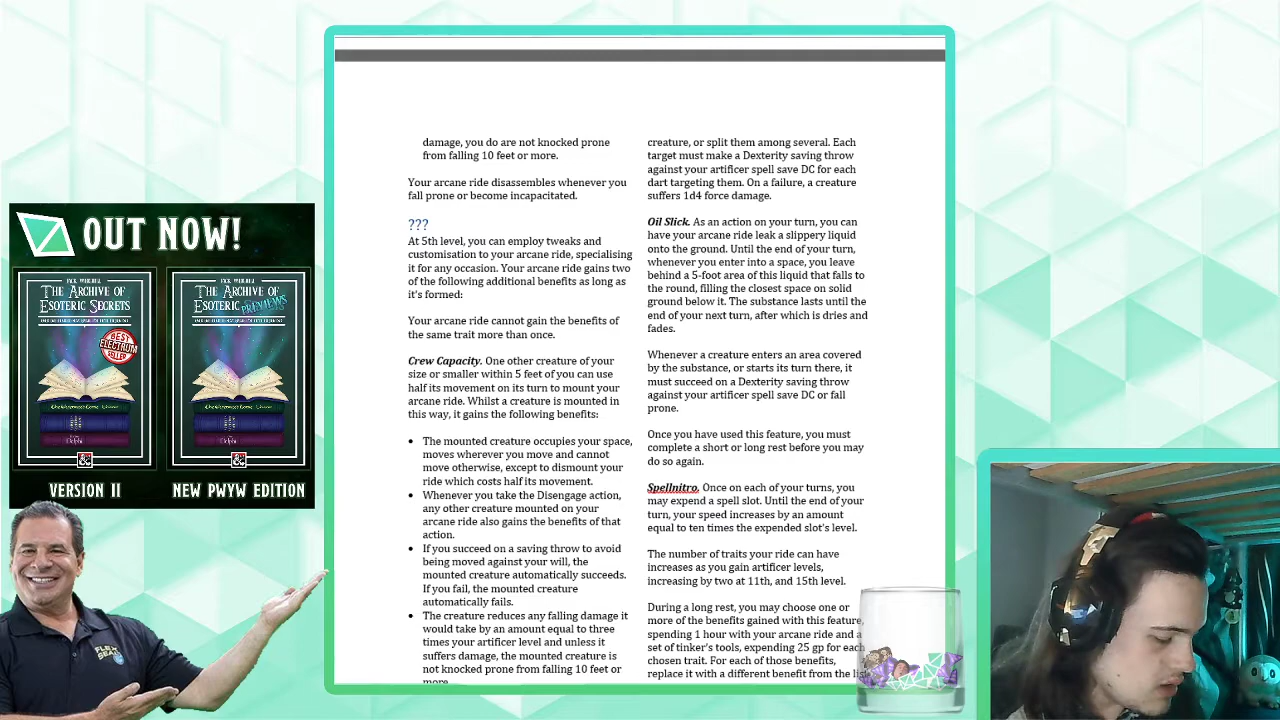 OUT NOW!
THE ARCHIVE OF
ESOTERIC SECRETS
BEST
ELECTRUM
SELLER
THE ARCHIVE OF
ESOTERIC PREVIEWS
VERSION II
NEW PWYW EDITION
FLEX
SEAL
damage, you do are not knocked prone
from falling 10 feet or more.
Your arcane ride disassembles whenever you
fall prone or become incapacitated.
???
At 5th level, you can employ tweaks and
customisation to your arcane ride, specialising
it for any occasion. Your arcane ride gains two
of the following additional benefits as long as
it's formed:
Your arcane ride cannot gain the benefits of
the same trait more than once.
Crew Capacity. One other creature of your
size or smaller within 5 feet of you can use
half its movement on its turn to mount your
arcane ride. Whilst a creature is mounted in
this way, it gains the following benefits:
• The mounted creature occupies your space,
moves wherever you move and cannot
move otherwise, except to dismount your
ride which costs half its movement.
• Whenever you take the Disengage action,
any other creature mounted on your
arcane ride also gains the benefits of that
action.
• If you succeed on a saving throw to avoid
being moved against your will, the
mounted creature automatically succeeds.
If you fail, the mounted creature
automatically fails.
• The creature reduces any falling damage it
would take by an amount equal to three
times your artificer level and unless it
suffers damage, the mounted creature is
not knocked prone from falling 10 feet or
more.
creature, or split them among several. Each
target must make a Dexterity saving throw
against your artificer spell save DC for each
dart targeting them. On a failure, a creature
suffers 1d4 force damage.
Oil Slick. As an action on your turn, you can
have your arcane ride leak a slippery liquid
onto the ground. Until the end of your turn,
whenever you enter into a space, you leave
behind a 5-foot area of this liquid that falls to
the round, filling the closest space on solid
ground below it. The substance lasts until the
end of your next turn, after which is dries and
fades.
Whenever a creature enters an area covered
by the substance, or starts its turn there, it
must succeed on a Dexterity saving throw
against your artificer spell save DC or fall
prone.
Once you have used this feature, you must
complete a short or long rest before you may
do so again.
Spellnitro. Once on each of your turns, you
may expend a spell slot. Until the end of your
turn, your speed increases by an amount
equal to ten times the expended slot's level.
The number of traits your ride can have
increases as you gain artificer levels,
increasing by two at 11th, and 15th level.
During a long rest, you may choose one or
more of the benefits gained with this feature,
spending 1 hour with your arcane ride and a
set of tinker's tools, expending 25 gp for each
chosen trait. For each of those benefits,
replace it with a different benefit from the list